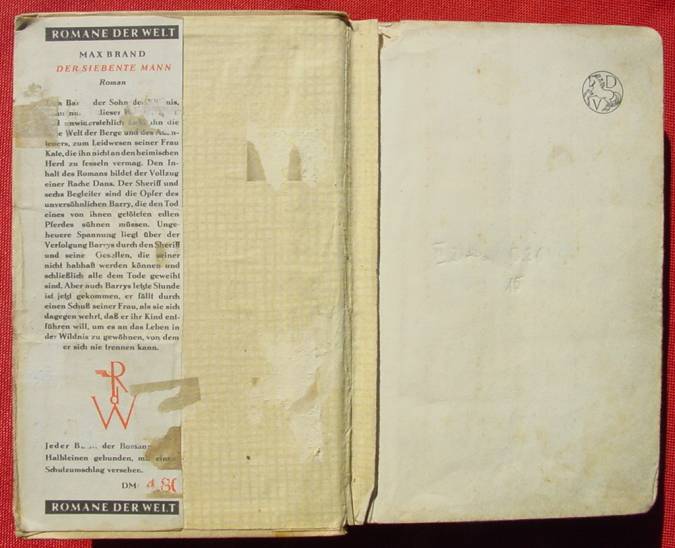 ROMANE DER WELT
MAX BRAND
DER SIEBENTE MANN
Roman
der Sohn
dieser
unwiderstehlich ihn die
Welt der Berge und des
teuers, zum Leidwesen seiner Frau
Kate, die ihn nicht an den heimischen
Herd zu fesseln vermag. Den In-
halt des Romans bildet der Vollzug
einer Rache Dans. Der Sheriff und
sechs Begleiter sind die Opfer des
unversöhnlichen Barry, die den Tod
eines von ihnen getöteten edlen
Pferdes sühnen müssen. Unge-
heuere Spannung liegt über der
Verfolgung Barrys durch den Sheriff
und seine Gesellen, die seiner
nicht habhaft werden können und
schließlich alle dem Tode geweiht
sind. Aber auch Barrys letzte Stunde
ist jetzt gekommen, er fällt durch
einen Schuß seiner Frau, als sie sich
dagegen wehrt, daß er ihr Kind ent-
führen will, um es an das Leben in
der Wildnis zu gewöhnen, von dem
er sich nie trennen kann.
R d W
Jeder der
Halbleinen gebunden, mit
Schutzumschlag versehen.
DM
ROMANE DER WELT
D
V